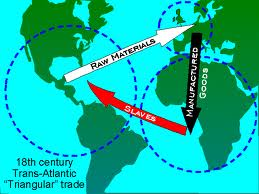 Raw Materials
Manufactured
Goods
Slaves
18th century
Trans-Atlantic
"Triangular" trade